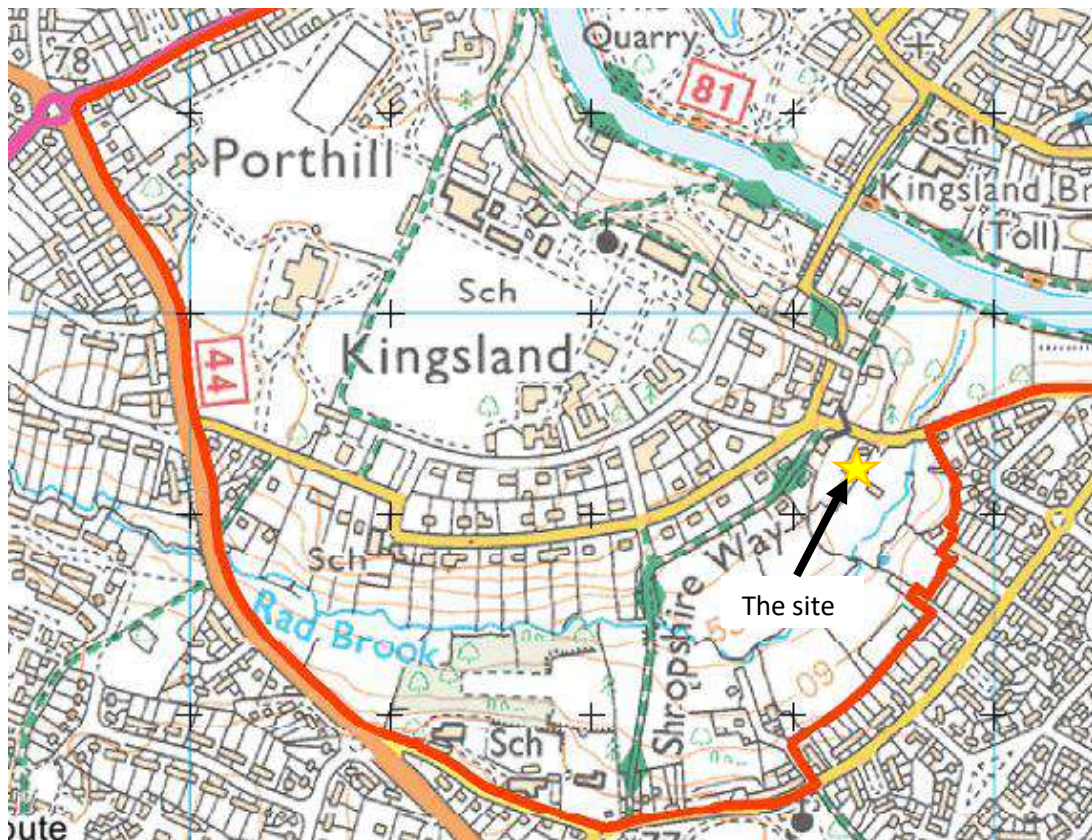 78
Quarry
81
Porthill
Sch
Kingsland Br
(Toll)
Sch
44
Kingsland
Shropshire Way
Sch
The site
Rad Brook
60
Sch
oute